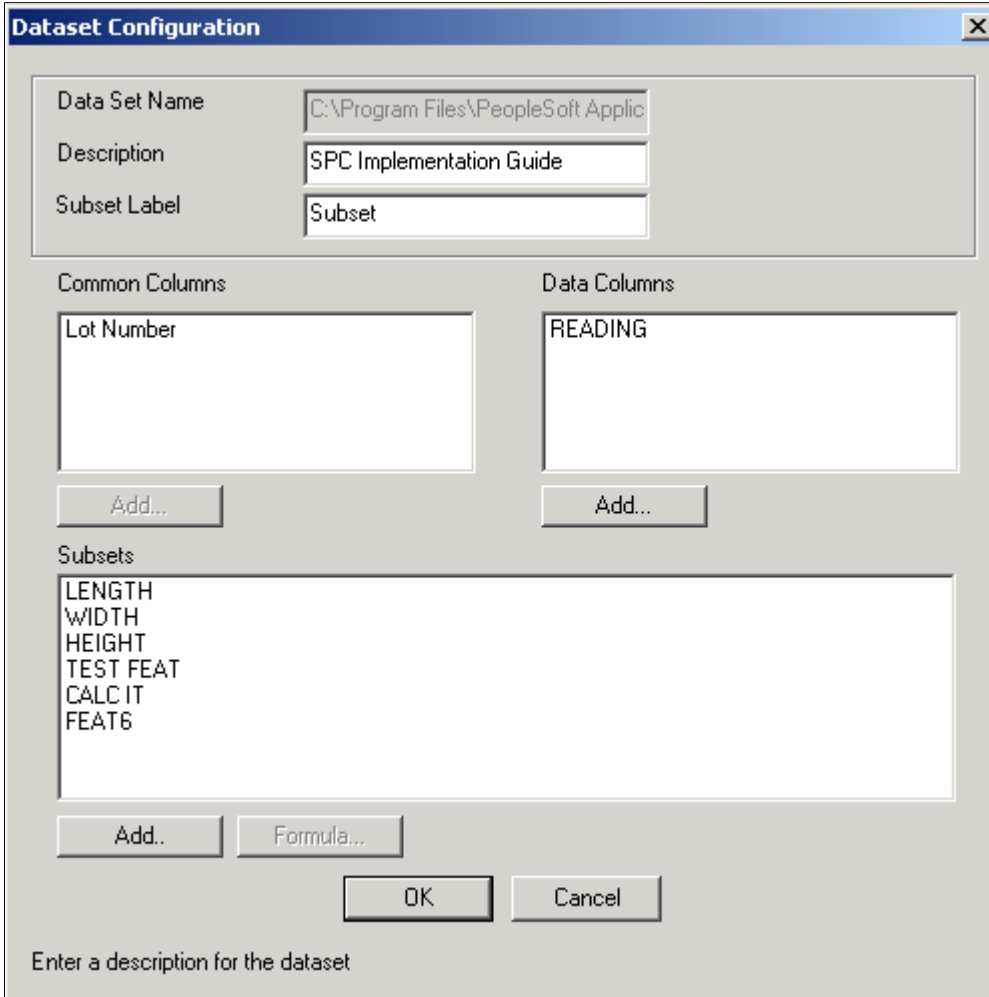 Dataset Configuration
Data Set Name
C:\Program Files\PeopleSoft Applic
Description
SPC Implementation Guide
Subset Label
Subset
Common Columns
Data Columns
Lot Number
READING
Add...
Add...
Subsets
LENGTH
WIDTH
HEIGHT
TEST FEAT
CALC IT
FEAT6
Add..
Formula...
OK
Cancel
Enter a description for the dataset